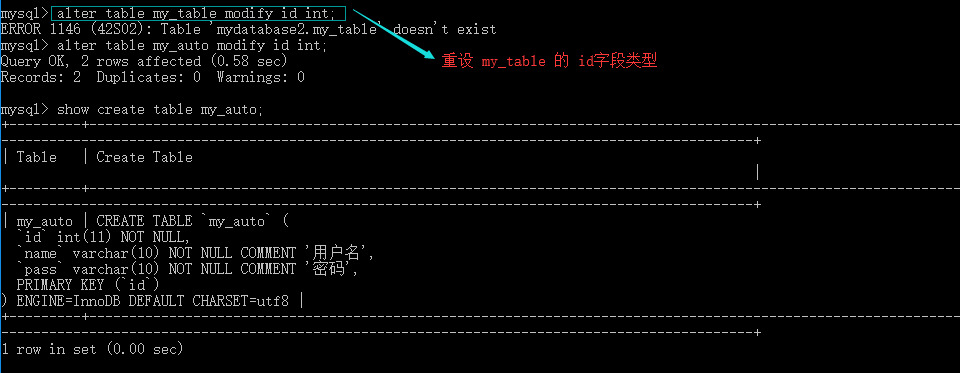 mysql> alter table my_table modify id int;
ERROR 1146 (42S02): Table 'mydatabase2.my_table' doesn't exist
mysql> alter table my_auto modify id int;
重设 my_table 的 id字段类型
Query OK, 2 rows affected (0.58 sec)
Records: 2  Duplicates: 0  Warnings: 0
mysql> show create table my_auto;
| Table   | Create Table
|
| my_auto | CREATE TABLE `my_auto` (
  `id` int(11) NOT NULL,
  `name` varchar(10) NOT NULL COMMENT '用户名',
  `pass` varchar(10) NOT NULL COMMENT '密码',
  PRIMARY KEY (`id`)
) ENGINE=InnoDB DEFAULT CHARSET=utf8 |
1 row in set (0.00 sec)